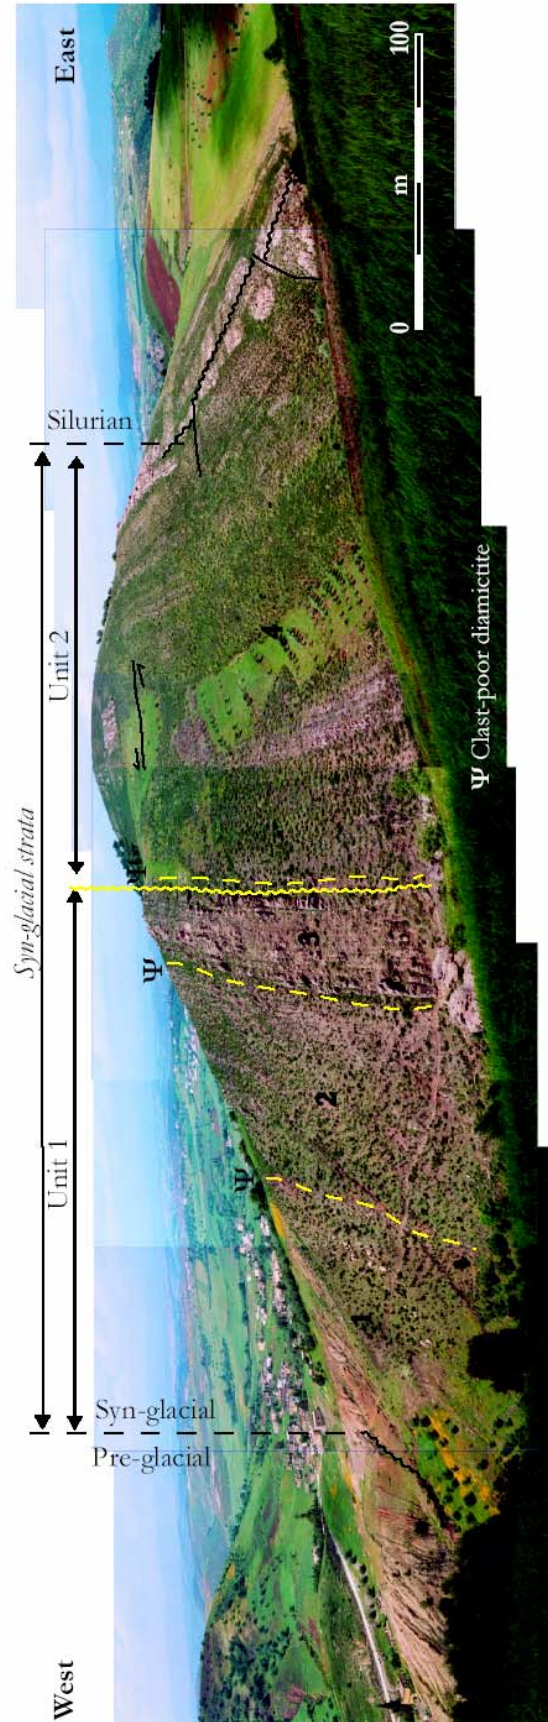 West
East
Syn-glacial strata
Unit 1
Unit 2
Pre-glacial
Syn-glacial
Silurian
Ψ
Ψ
1
2
3
4
0
m
100
Ψ Clast-poor diamictite